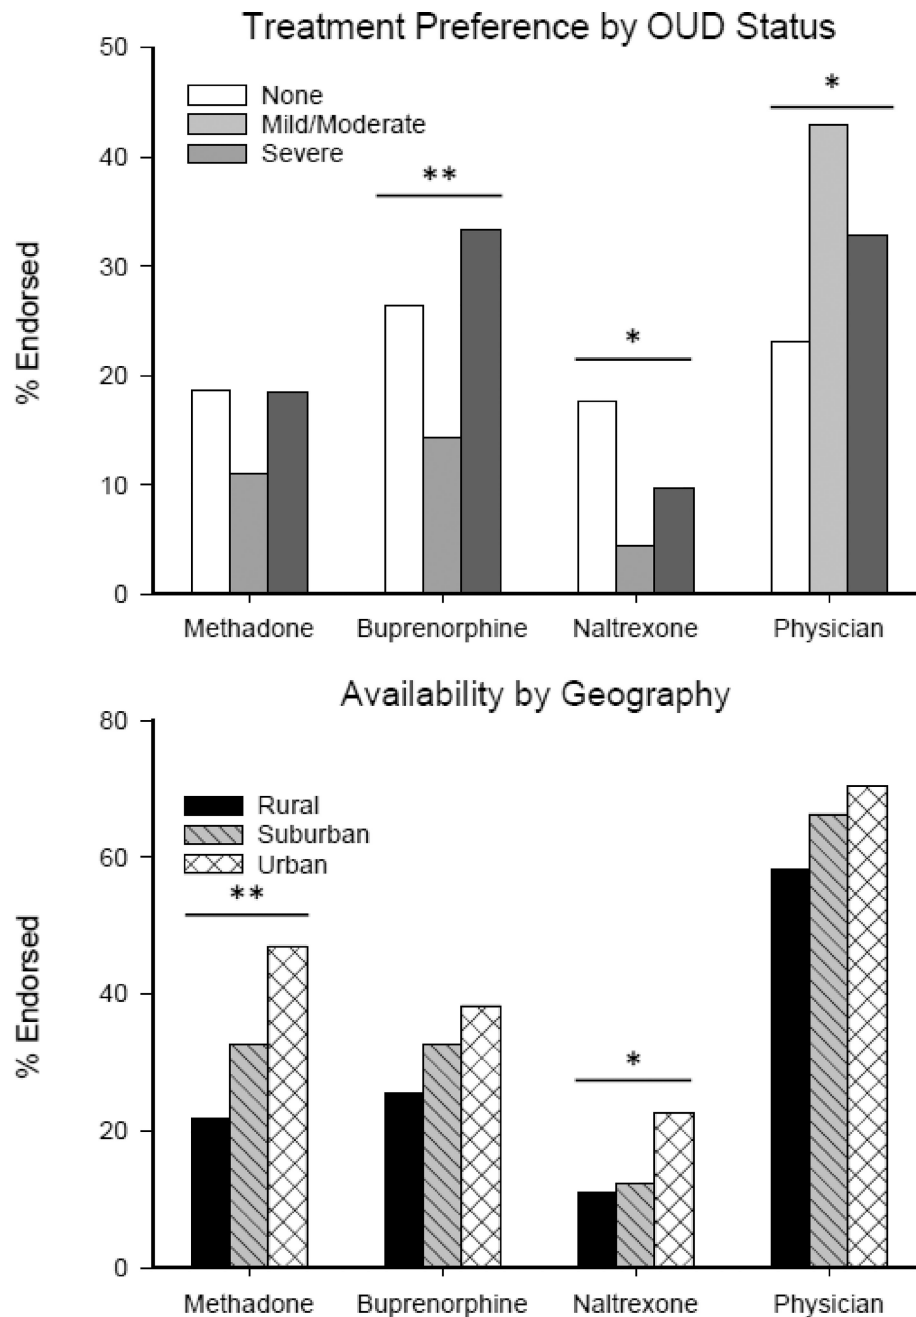 Treatment Preference by OUD Status
50
40
30
20
10
0
% Endorsed
None
Mild/Moderate
Severe
**
*
*
Methadone Buprenorphine Naltrexone Physician
Availability by Geography
80
60
40
20
0
% Endorsed
Rural
Suburban
Urban
**
*
Methadone Buprenorphine Naltrexone Physician